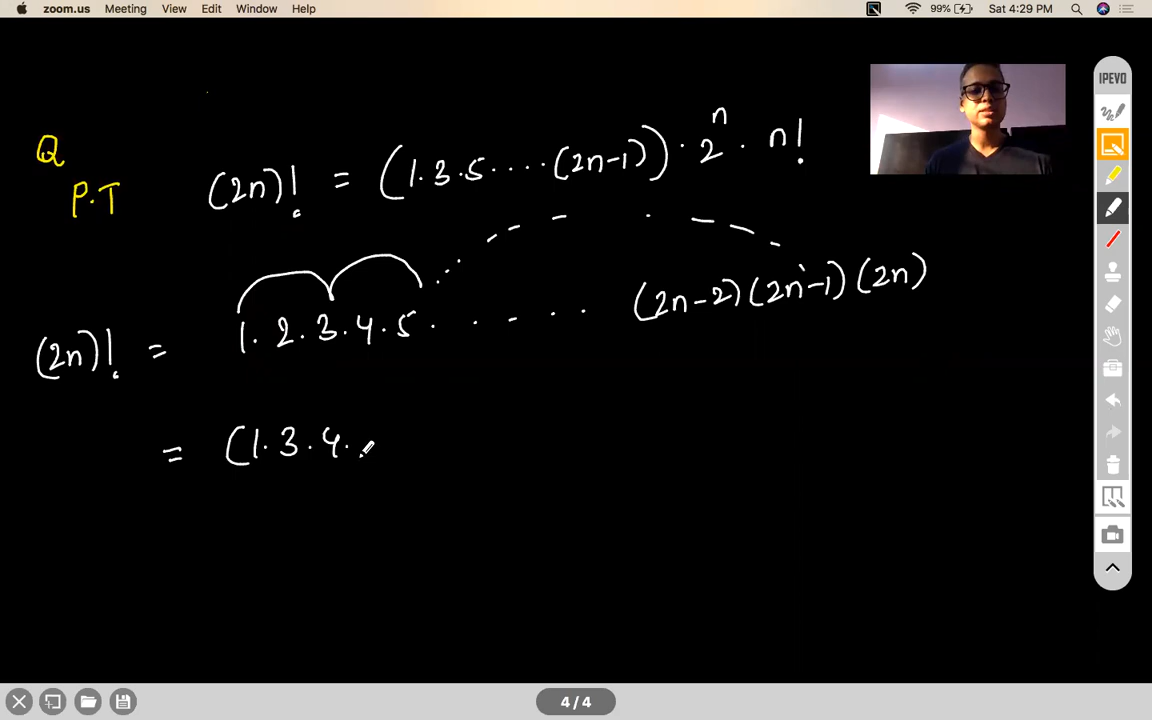 zoom.us Meeting View Edit Window Help 99% Sat 4:29 PM
IPEVO
Q
P.T (2n)! = (1.3.5.....(2n-1)) . 2^n . n!
(2n)! = 1.2.3.4.5. . - . . (2n-2)(2n-1)(2n)
= (1.3.4.
4 / 4